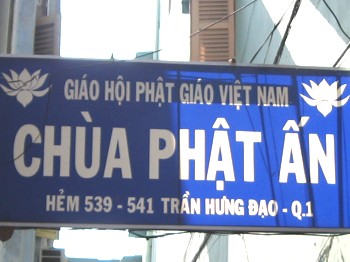 GIÁO HỘI PHẬT GIÁO VIỆT NAM
CHÙA PHẬT ẤN
HẺM 539 - 541 TRẦN HƯNG ĐẠO - Q.1